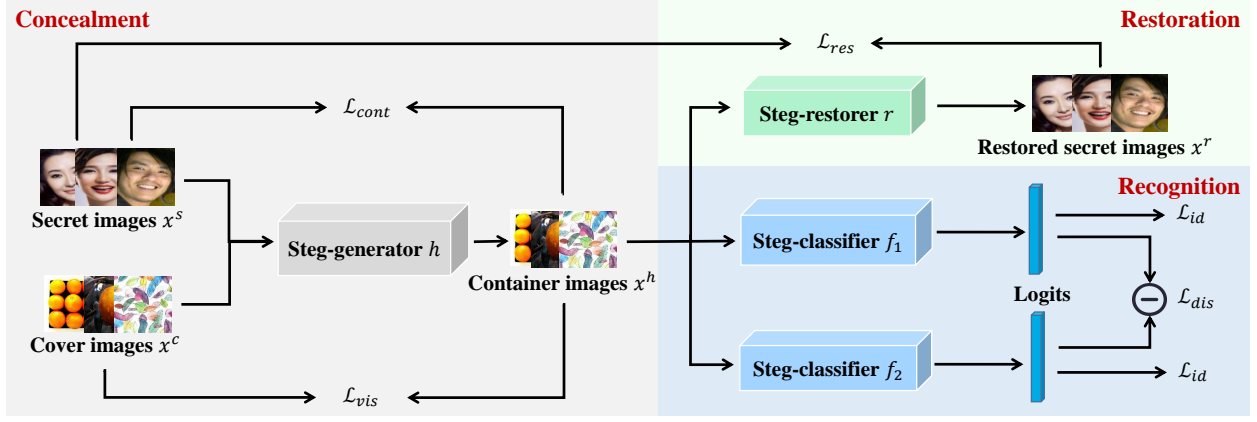 Concealment
Restoration
ℒ_res
ℒ_cont
Steg-restorer r
Restored secret images x^r
Recognition
Secret images x^s
Steg-generator h
Container images x^h
Steg-classifier f_1
ℒ_id
Logits
ℒ_dis
Cover images x^c
Steg-classifier f_2
ℒ_id
ℒ_vis